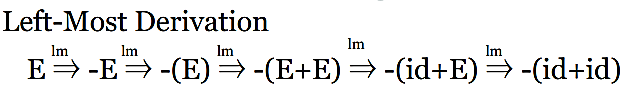 Left-Most Derivation
E ⇒lm -E ⇒lm -(E) ⇒lm -(E+E) ⇒lm -(id+E) ⇒lm -(id+id)